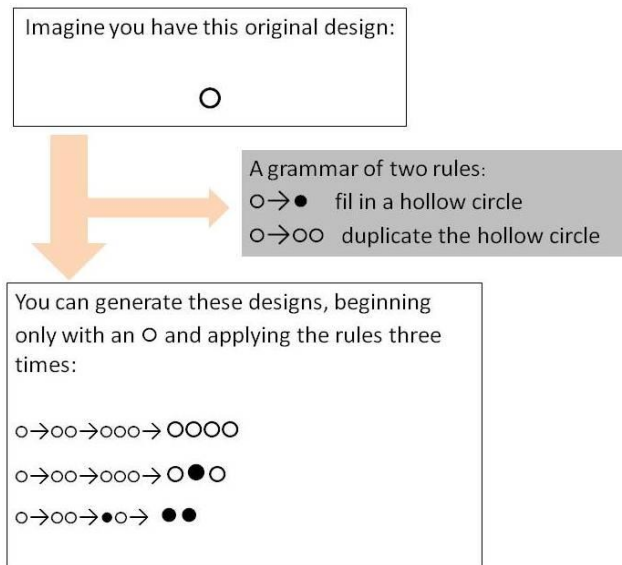 Imagine you have this original design:
○
A grammar of two rules:
○→● fil in a hollow circle
○→○○ duplicate the hollow circle
You can generate these designs, beginning
only with an ○ and applying the rules three
times:
○→○○→○○○→ ○○○○
○→○○→○○○→ ○●○
○→○○→●○→ ●●